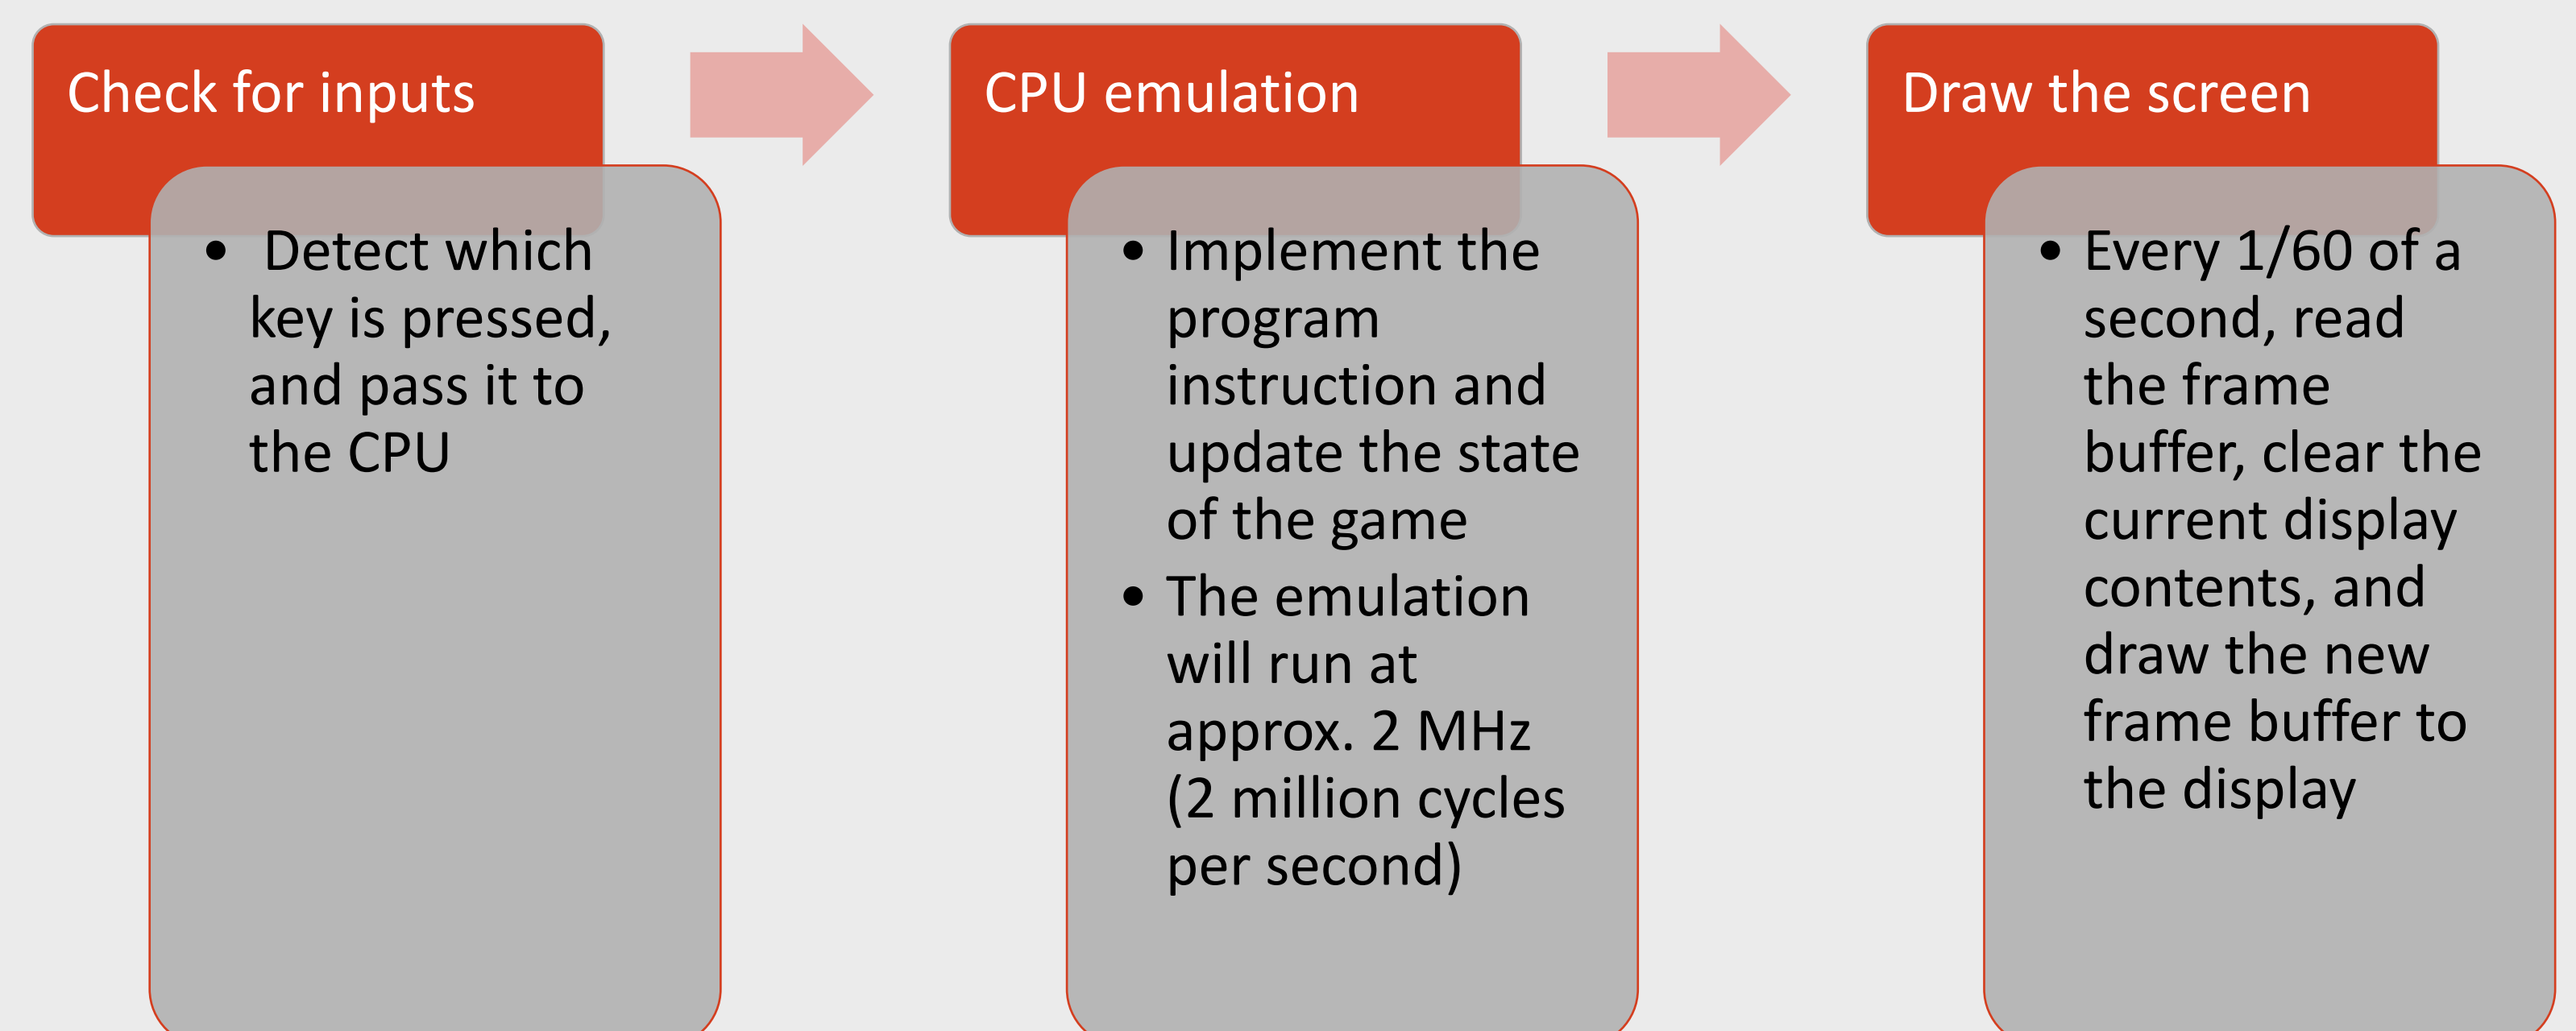 Check for inputs
• Detect which
key is pressed,
and pass it to
the CPU
CPU emulation
• Implement the
program
instruction and
update the state
of the game
• The emulation
will run at
approx. 2 MHz
(2 million cycles
per second)
Draw the screen
• Every 1/60 of a
second, read
the frame
buffer, clear the
current display
contents, and
draw the new
frame buffer to
the display